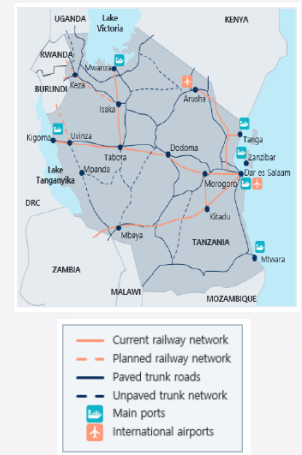 UGANDA
Lake
Victoria
KENYA
RWANDA
Mwanza
Keza
BURUNDI
Isaka
Arusha
Kigoma
Uvinza
Tabora
Dodoma
Tanga
Zanzibar
Dar es Salaam
Lake
Tanganyika
Mpanda
Morogoro
DRC
Kitadu
Mbeya
TANZANIA
Mtwara
ZAMBIA
MALAWI
MOZAMBIQUE
Current railway network
Planned railway network
Paved trunk roads
Unpaved trunk network
Main ports
International airports